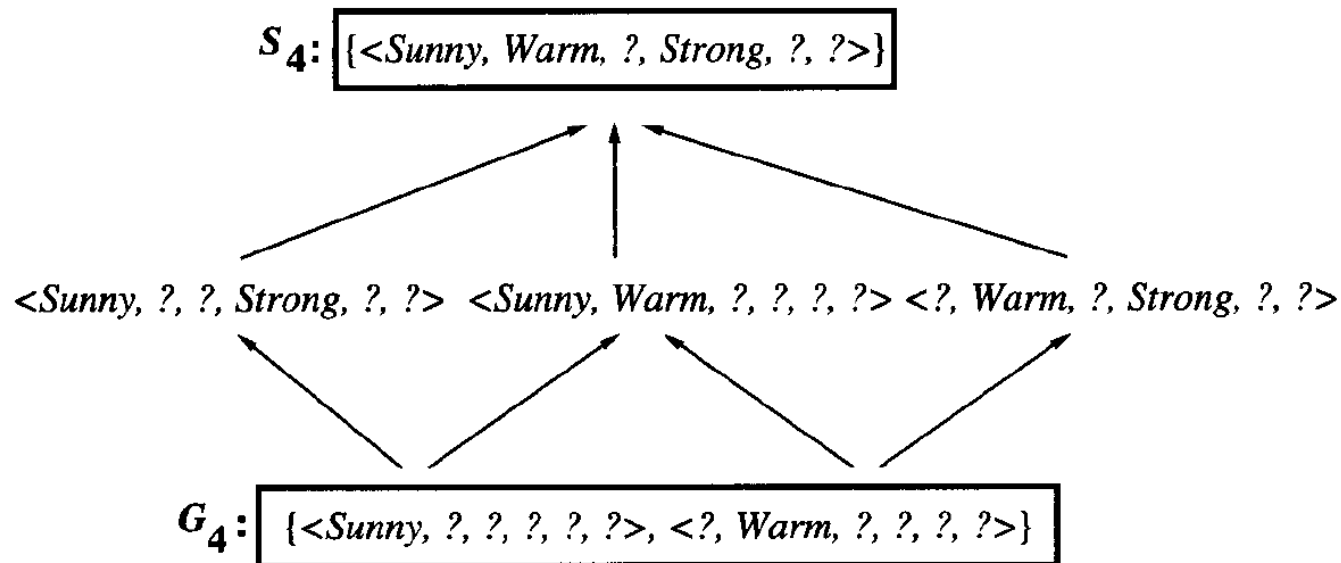 S4: {<Sunny, Warm, ?, Strong, ?, ?>}
<Sunny, ?, ?, Strong, ?, ?> <Sunny, Warm, ?, ?, ?, ?> <?, Warm, ?, Strong, ?, ?>
G4: {<Sunny, ?, ?, ?, ?, ?>, <?, Warm, ?, ?, ?, ?>}